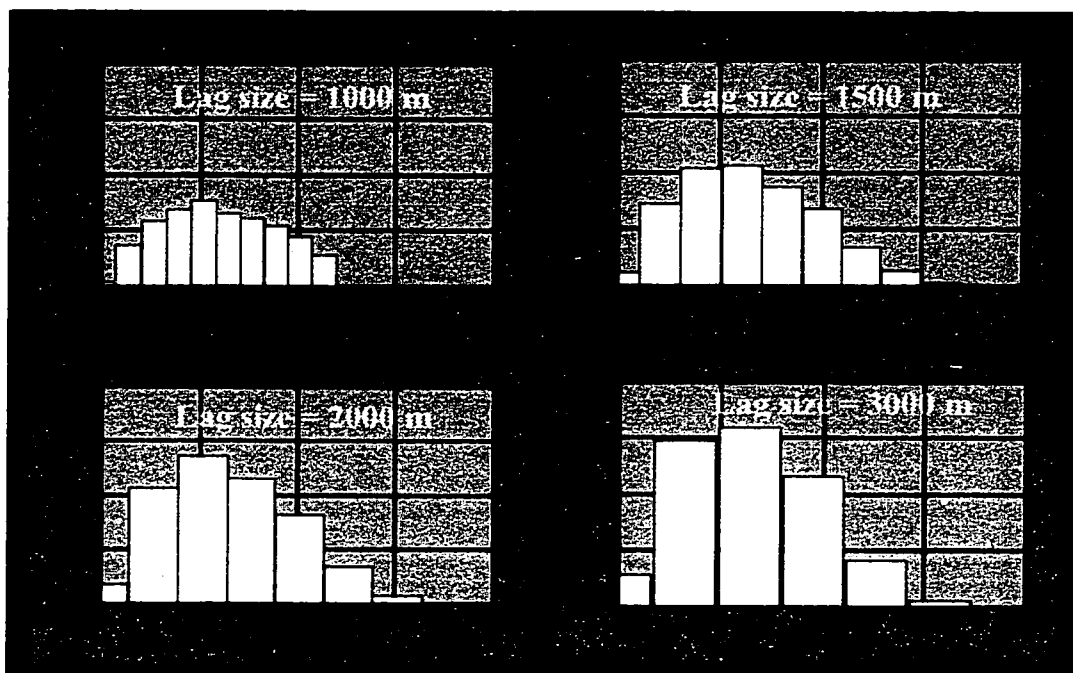 Lag size = 1000 m
Lag size = 1500 m
Lag size = 2000 m
Lag size = 3000 m